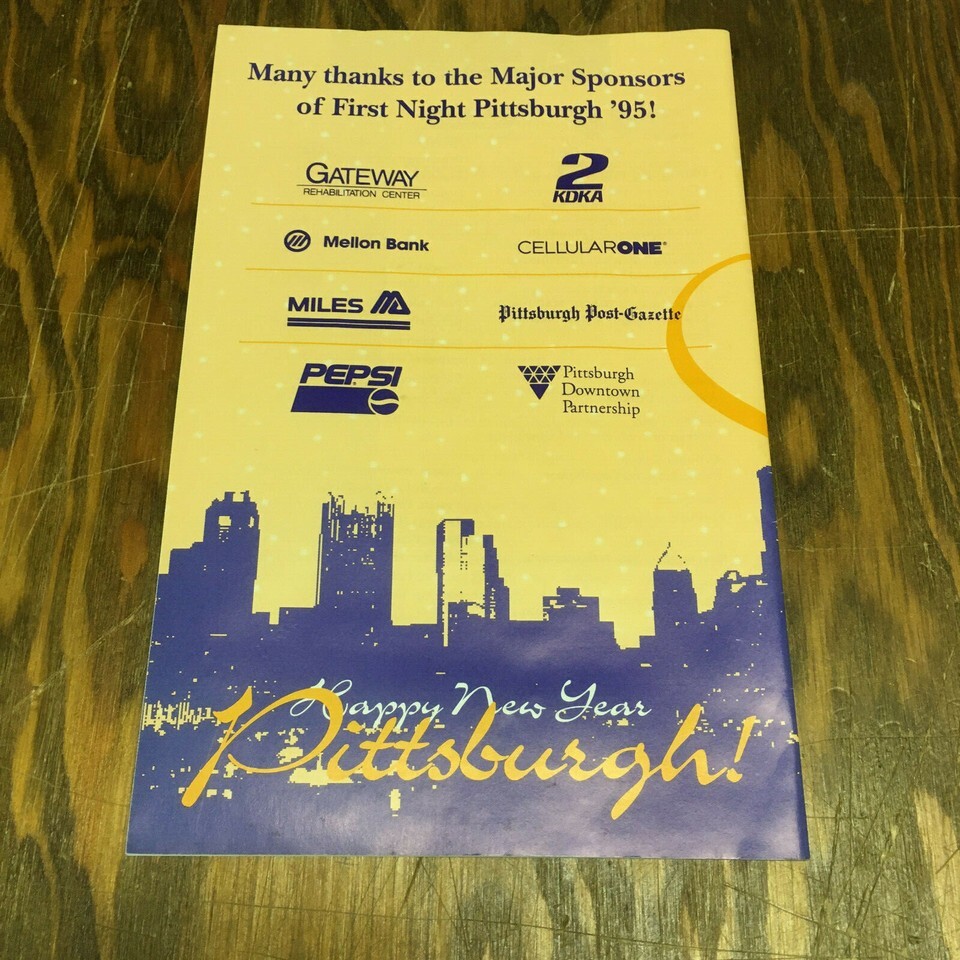 Many thanks to the Major Sponsors
of First Night Pittsburgh '95!
GATEWAY
REHABILITATION CENTER
2
KDKA
Mellon Bank
CELLULARONE®
MILES
Pittsburgh Post-Gazette
PEPSI
Pittsburgh
Downtown
Partnership
Happy New Year
Pittsburgh!